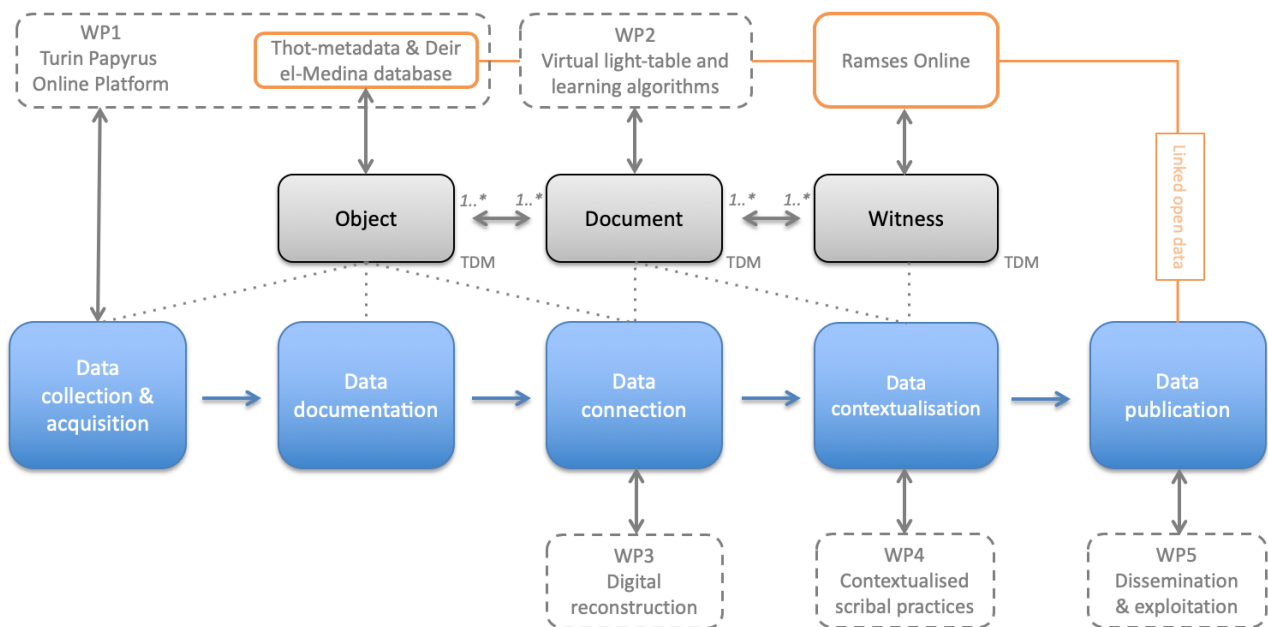 WP1
Turin Papyrus
Online Platform
Thot-metadata & Deir
el-Medina database
WP2
Virtual light-table and
learning algorithms
Ramses Online
Linked open data
Object
1..*
1..*
Document
1..*
1..*
Witness
TDM
TDM
TDM
Data
collection &
acquisition
Data
documentation
Data
connection
Data
contextualisation
Data
publication
WP3
Digital
reconstruction
WP4
Contextualised
scribal practices
WP5
Dissemination
& exploitation